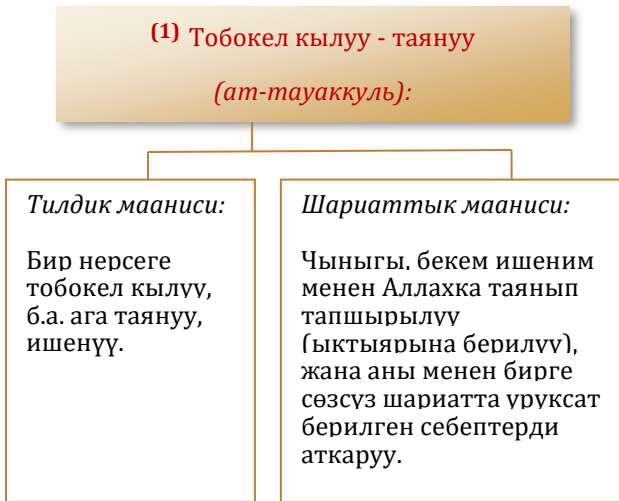 (1) Тобокел кылуу - таянуу
(ат-тауаккуль):
Тилдик мааниси:
Бир нерсеге
тобокел кылуу,
б.а. ага таянуу,
ишенүү.
Шариаттык мааниси:
Чыныгы, бекем ишеним
менен Аллахка таянып
тапшырылуу
(ыктыярына берилүү),
жана аны менен бирге
сөзсүз шариатта уруксат
берилген себептерди
аткаруу.